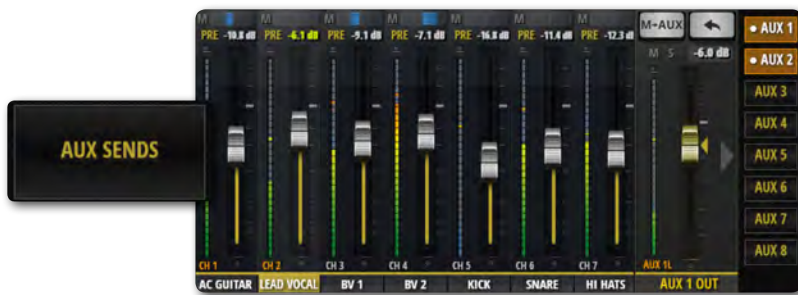 AUX SENDS
M M M M M M M
PRE -10.8 dB PRE -6.1 dB PRE -9.1 dB PRE -7.1 dB PRE -16.8 dB PRE -11.4 dB PRE -12.3 dB
M→AUX
M S -6.0 dB
CH 1 CH 2 CH 3 CH 4 CH 5 CH 6 CH 7 AUX 1L
AC GUITAR LEAD VOCAL BV 1 BV 2 KICK SNARE HI HATS AUX 1 OUT
AUX 1
AUX 2
AUX 3
AUX 4
AUX 5
AUX 6
AUX 7
AUX 8